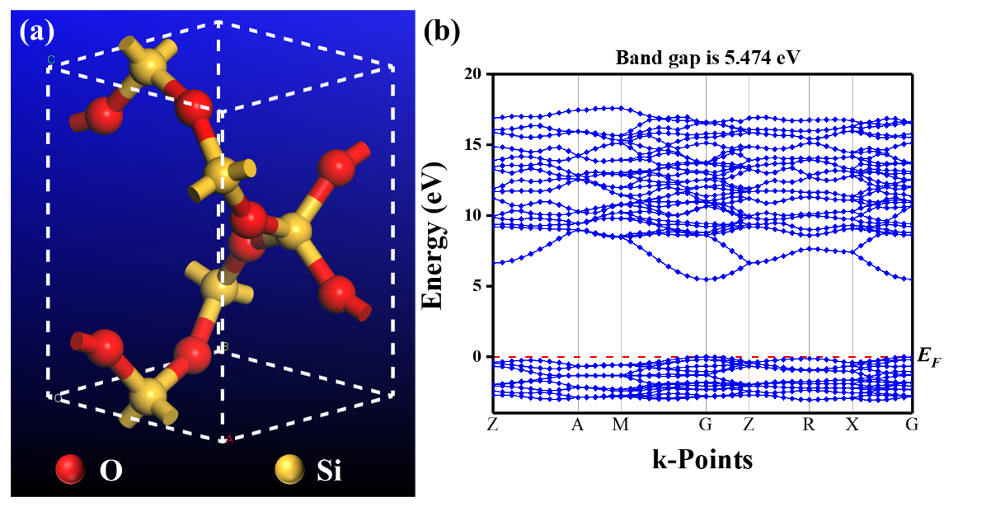 (a)
C
B
O
A
O
Si
(b)
Band gap is 5.474 eV
20
15
10
5
0
Energy (eV)
E_F
Z A M G Z R X G
k-Points